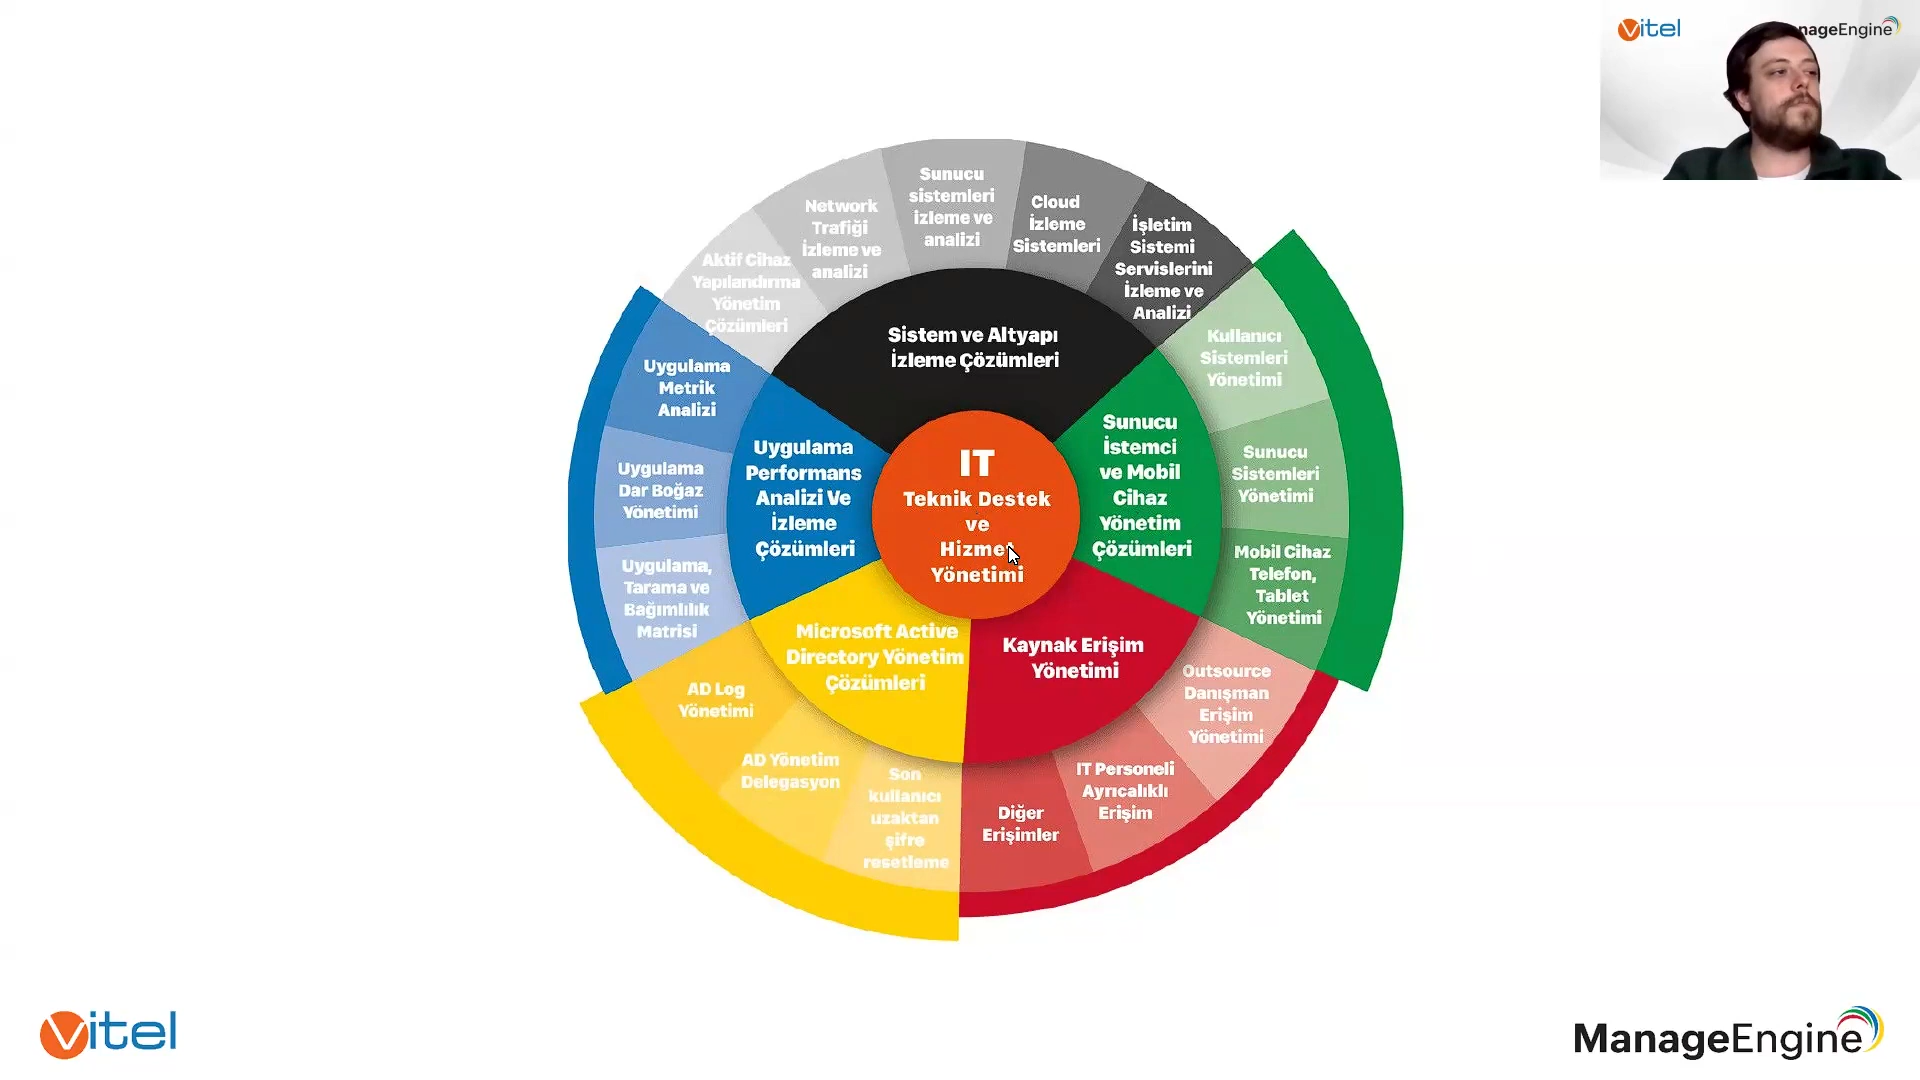 Vitel
nageEngine
Sunucu
sistemleri
İzleme ve
analizi
Cloud
İzleme
Sistemleri
İşletim
Sistemi
Servislerini
İzleme ve
Analizi
Network
Trafiği
İzleme ve
analizi
Aktif Cihaz
Yapılandırma
Yönetim
Çözümleri
Sistem ve Altyapı
İzleme Çözümleri
Kullanıcı
Sistemleri
Yönetimi
Sunucu
Sistemleri
Yönetimi
Mobil Cihaz
Telefon,
Tablet
Yönetimi
Sunucu
İstemci
ve Mobil
Cihaz
Yönetim
Çözümleri
Uygulama
Metrik
Analizi
Uygulama
Dar Boğaz
Yönetimi
Uygulama,
Tarama ve
Bağımlılık
Matrisi
Uygulama
Performans
Analizi Ve
İzleme
Çözümleri
IT
Teknik Destek
ve
Hizmet
Yönetimi
Microsoft Active
Directory Yönetim
Çözümleri
Kaynak Erişim
Yönetimi
AD Log
Yönetimi
AD Yönetim
Delegasyon
Son
kullanıcı
uzaktan
şifre
resetleme
Diğer
Erişimler
IT Personeli
Ayrıcalıklı
Erişim
Outsource
Danışman
Erişim
Yönetimi
Vitel
ManageEngine